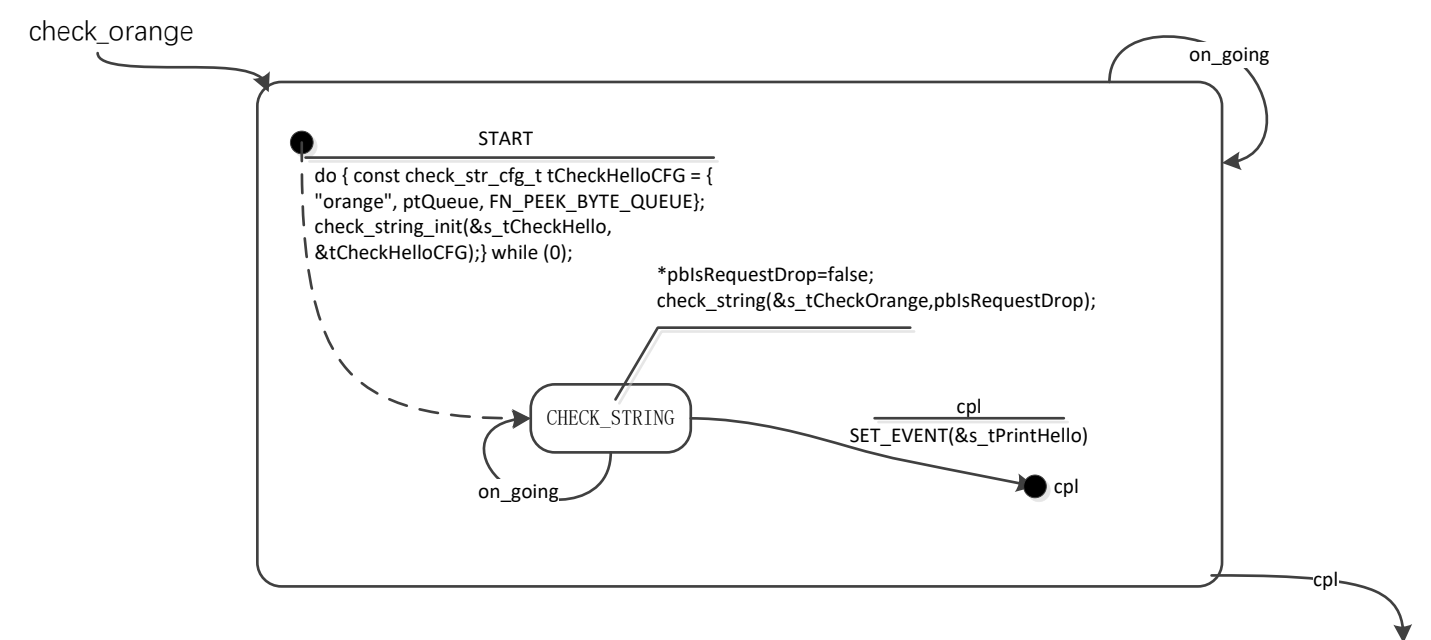 check_orange
on_going
START
do { const check_str_cfg_t tCheckHelloCFG = {
"orange", ptQueue, FN_PEEK_BYTE_QUEUE};
check_string_init(&s_tCheckHello,
&tCheckHelloCFG);} while (0);
*pbIsRequestDrop=false;
check_string(&s_tCheckOrange,pbIsRequestDrop);
CHECK_STRING
cpl
SET_EVENT(&s_tPrintHello)
cpl
on_going
cpl